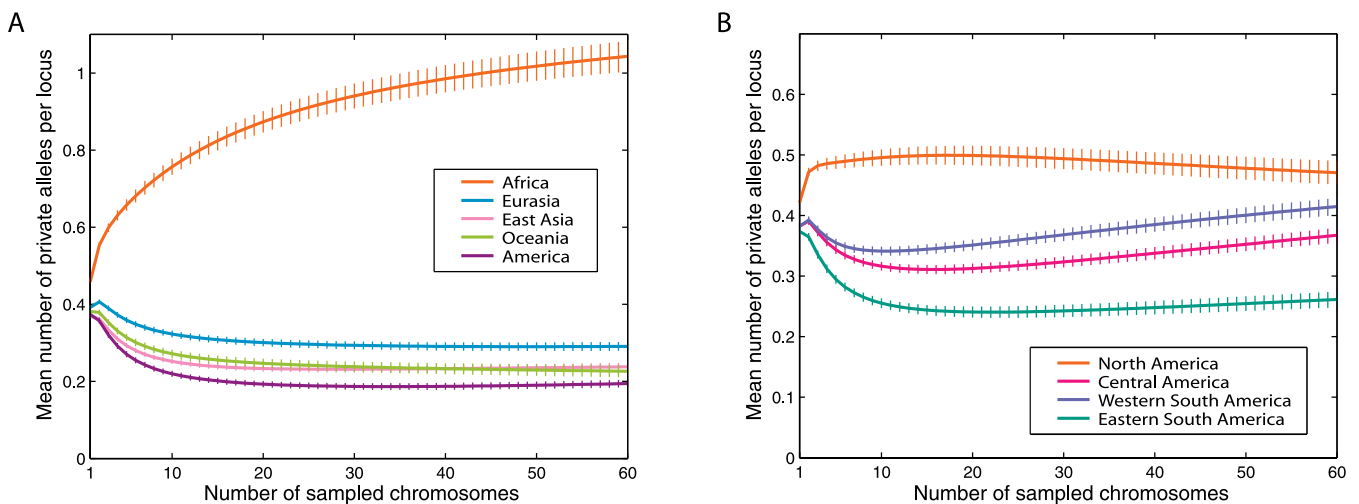 A
Mean number of private alleles per locus
1
0.8
0.6
0.4
0.2
0
1 10 20 30 40 50 60
Number of sampled chromosomes
Africa
Eurasia
East Asia
Oceania
America
B
Mean number of private alleles per locus
0.6
0.5
0.4
0.3
0.2
0.1
0
1 10 20 30 40 50 60
Number of sampled chromosomes
North America
Central America
Western South America
Eastern South America